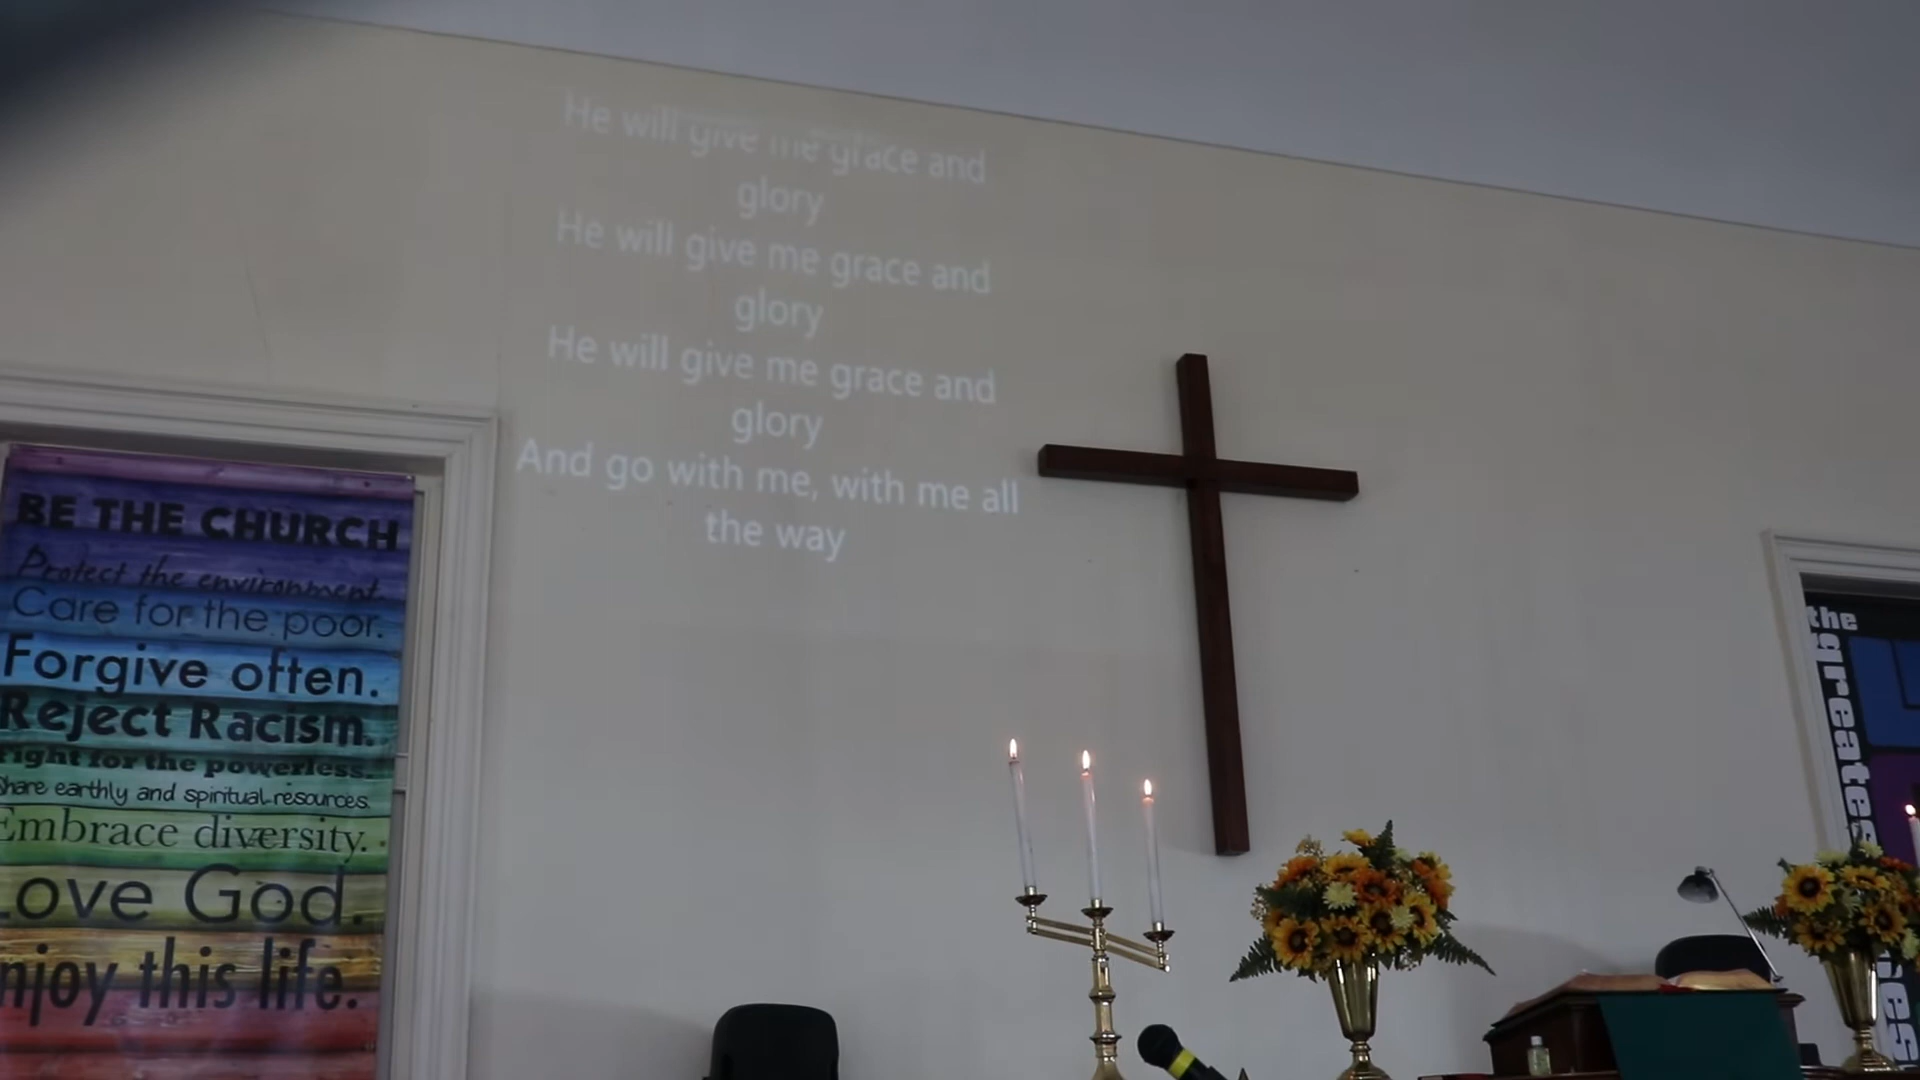 He will give me grace and
glory
He will give me grace and
glory
He will give me grace and
glory
And go with me, with me all
the way
BE THE CHURCH
Protect the environment.
Care for the poor.
Forgive often.
Reject Racism.
for the powerless.
Share earthly and spiritual resources.
Embrace diversity.
Love God.
this life.
the